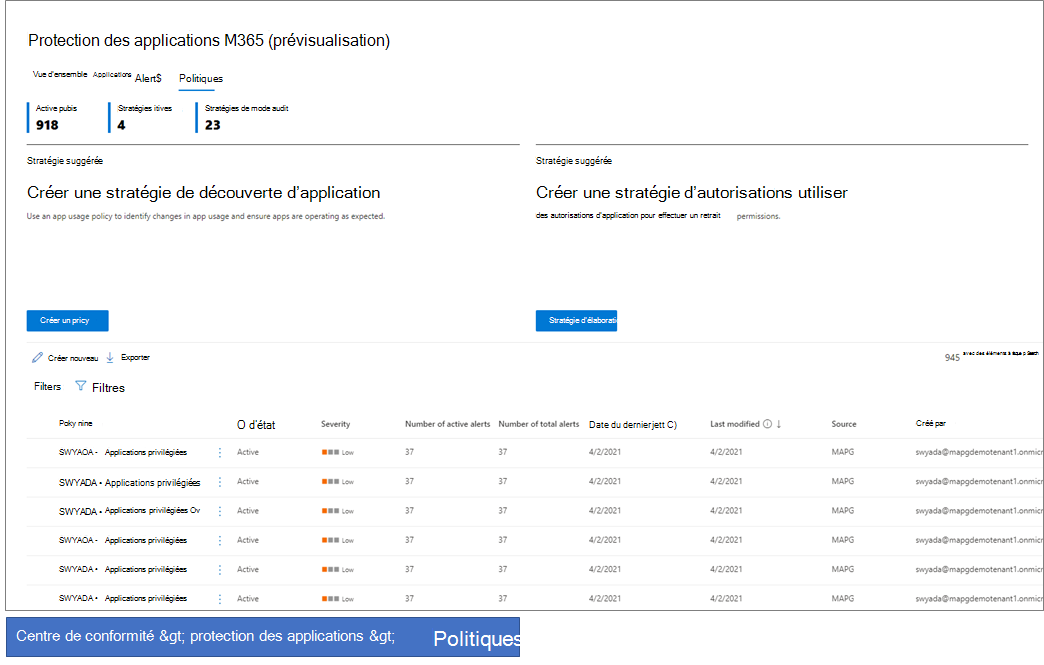 Protection des applications M365 (prévisualisation)
Vue d'ensemble Applications Alert$ Politiques
Active pubis Stratégies itives Stratégies de mode audit
918 4 23
Stratégie suggérée
Créer une stratégie de découverte d'application
Use an app usage policy to identify changes in app usage and ensure apps are operating as expected.
Créer un pricy
Stratégie suggérée
Créer une stratégie d'autorisations utiliser
des autorisations d'application pour effectuer un retrait permissions.
Stratégie d'élaborati
Créer nouveau Exporter 945 avec des éléments à
Filters Filtres
Poky nine O d'état Severity Number of active alerts Number of total alerts Date du dernierjett C) Last modified Source Créé par
SWYAOA - Applications privilégiées Active Low 37 37 4/2/2021 4/2/2021 MAPG swyada@mapgdemotenant1.onmicr
SWYADA • Applications privilégiées Active Low 37 37 4/2/2021 4/2/2021 MAPG swyada@mapgdemotenant1.onmicr
SWYADA • Applications privilégiées Ov Active Low 37 37 4/2/2021 4/2/2021 MAPG swyada@mapgdemotenant1.onmicr
SWYAOA - Applications privilégiées Active Low 37 37 4/2/2021 4/2/2021 MAPG swyada@mapgdemotenant1.onmicr
SWYADA • Applications privilégiées Active Low 37 37 4/2/2021 4/2/2021 MAPG swyada@mapgdemotenant1.onmicr
SWYADA • Applications privilégiées Active Low 37 37 4/2/2021 4/2/2021 MAPG swyada@mapgdemotenant1.onmicr
Centre de conformité &gt; protection des applications &gt; Politiques